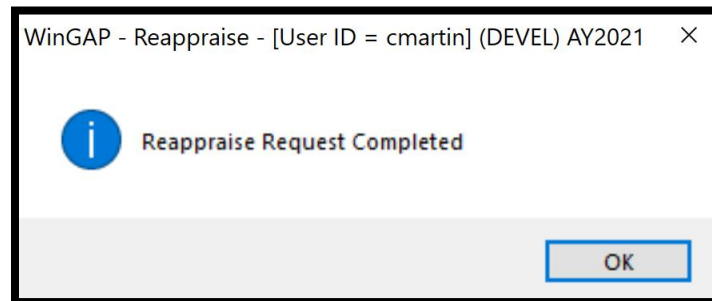 WinGAP - Reappraise - [User ID = cmartin] (DEVEL) AY2021
Reappraise Request Completed
OK